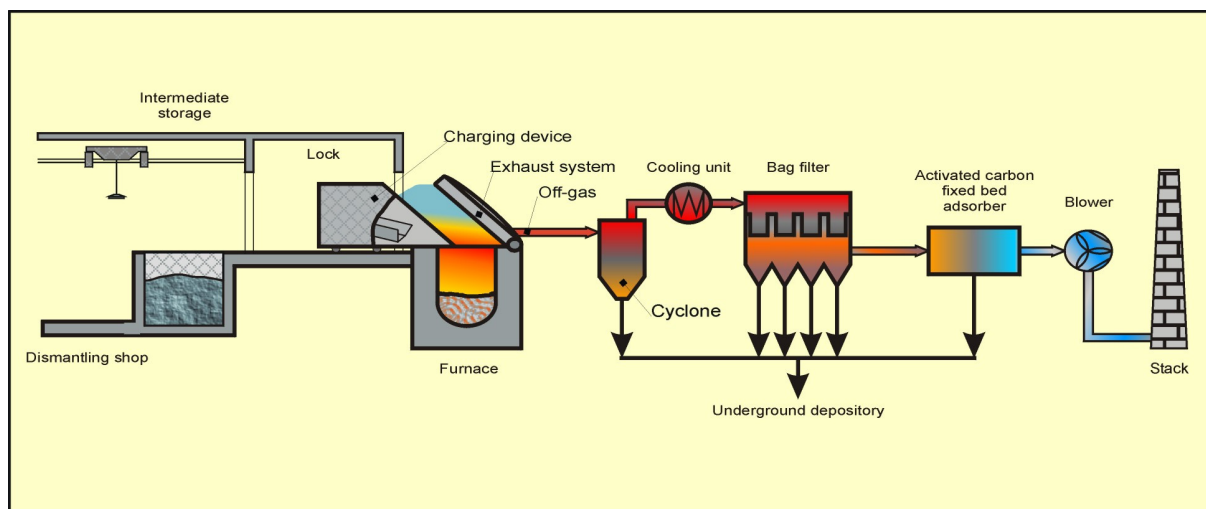 Intermediate
storage
Lock
Charging device
Exhaust system
Off-gas
Cooling unit
Bag filter
Activated carbon
fixed bed
adsorber
Blower
Cyclone
Dismantling shop
Furnace
Underground depository
Stack